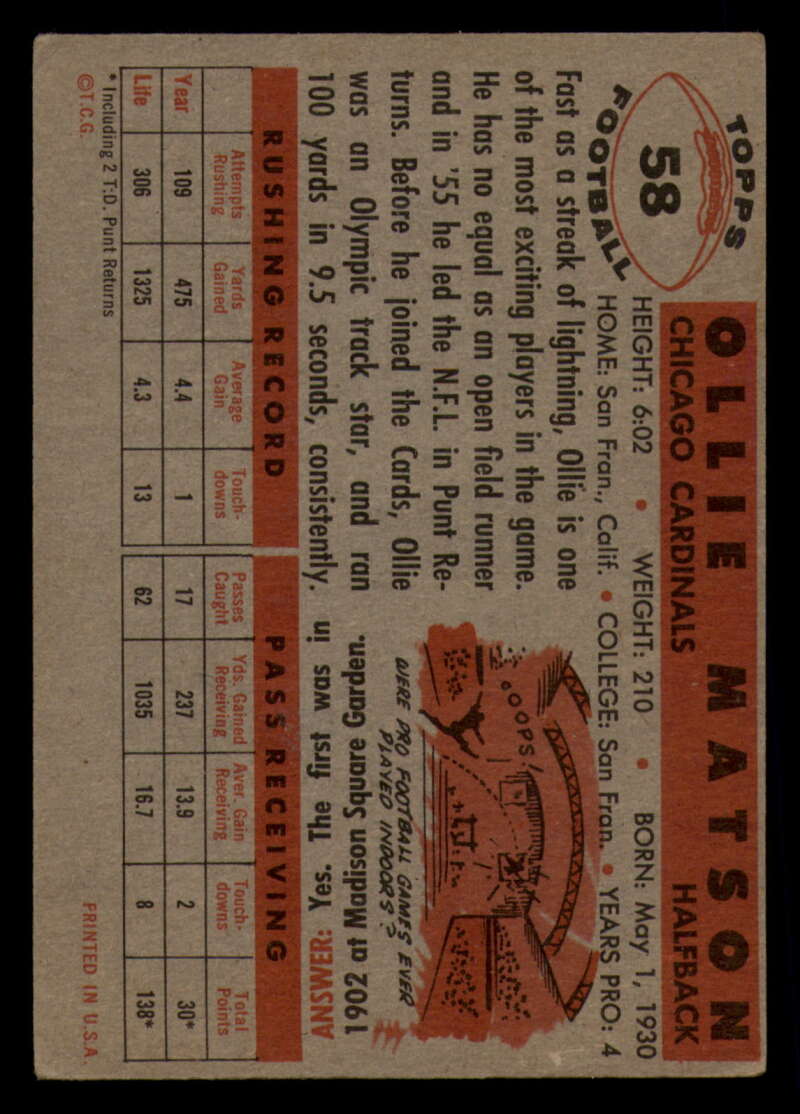 TOPPS
58
FOOTBALL
OLLIE MATSON
CHICAGO CARDINALS HALFBACK
HEIGHT: 6:02 • WEIGHT: 210 • BORN: May 1, 1930
HOME: San Fran., Calif. • COLLEGE: San Fran. • YEARS PRO: 4
Fast as a streak of lightning, Ollie is one
of the most exciting players in the game.
He has no equal as an open field runner
and in '55 he led the N.F.L. in Punt Re-
turns. Before he joined the Cards, Ollie
was an Olympic track star, and ran
100 yards in 9.5 seconds, consistently.
OOPS!
WERE PRO FOOTBALL GAMES EVER
PLAYED INDOORS?
ANSWER: Yes. The first was in
1902 at Madison Square Garden.
RUSHING RECORD PASS RECEIVING
Attempts Rushing Yards Gained Average Gain Touch-downs Passes Caught Yds. Gained Receiving Aver. Gain Receiving Touch-downs Total Points
Year 109 475 4.4 1 17 237 13.9 2 30*
Life 306 1325 4.3 13 62 1035 16.7 8 138*
* Including 2 T.D. Punt Returns
©T.C.G. PRINTED IN U.S.A.